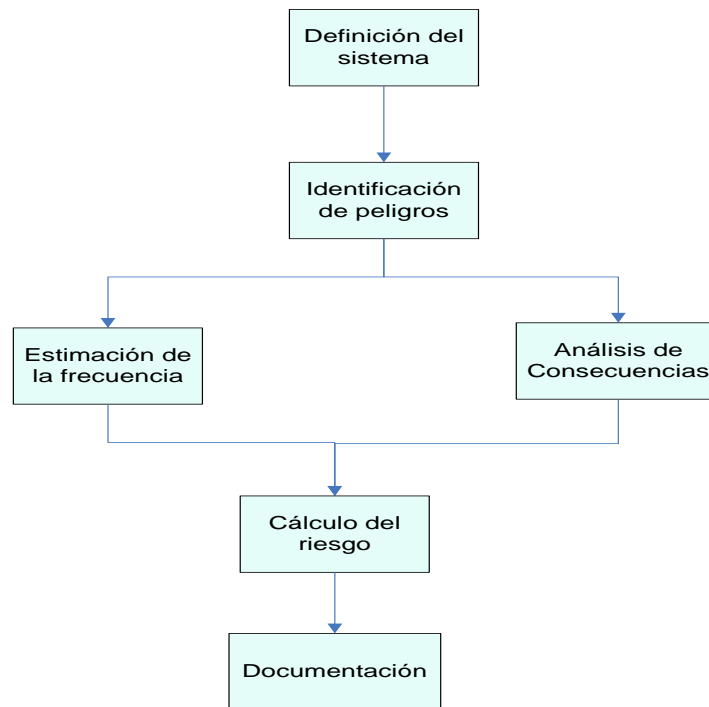 Definición del
sistema
Identificación
de peligros
Estimación de
la frecuencia
Análisis de
Consecuencias
Cálculo del
riesgo
Documentación